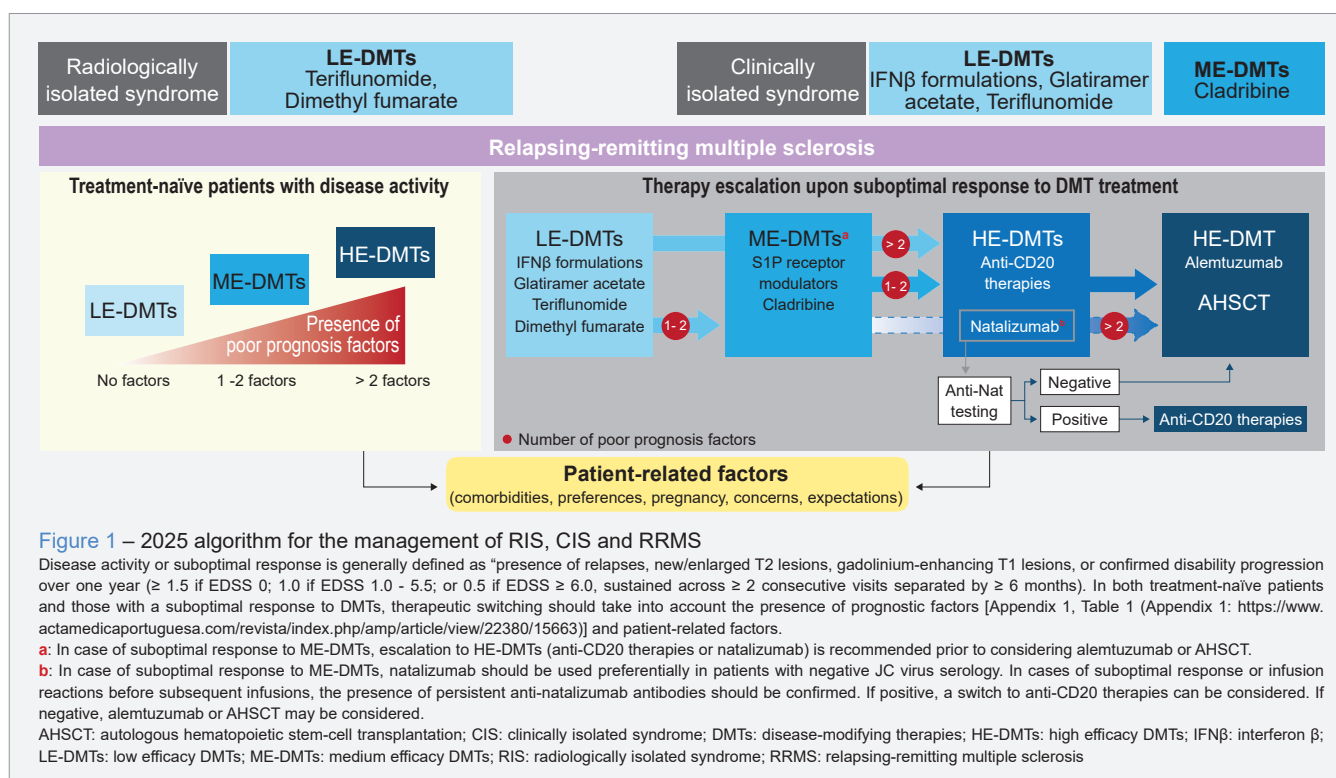 Radiologically
isolated syndrome
LE-DMTs
Teriflunomide,
Dimethyl fumarate
Clinically
isolated syndrome
LE-DMTs
IFNβ formulations, Glatiramer
acetate, Teriflunomide
ME-DMTs
Cladribine
Relapsing-remitting multiple sclerosis
Treatment-naïve patients with disease activity
LE-DMTs
ME-DMTs
HE-DMTs
Presence of
poor prognosis factors
No factors
1 -2 factors
> 2 factors
Therapy escalation upon suboptimal response to DMT treatment
LE-DMTs
IFNβ formulations
Glatiramer acetate
Teriflunomide
Dimethyl fumarate
1- 2
ME-DMTsᵃ
S1P receptor
modulators
Cladribine
> 2
1- 2
HE-DMTs
Anti-CD20
therapies
Natalizumab
> 2
HE-DMT
Alemtuzumab
AHSCT
Anti-Nat
testing
Negative
Positive
Anti-CD20 therapies
Number of poor prognosis factors
Patient-related factors
(comorbidities, preferences, pregnancy, concerns, expectations)
Figure 1 – 2025 algorithm for the management of RIS, CIS and RRMS
Disease activity or suboptimal response is generally defined as “presence of relapses, new/enlarged T2 lesions, gadolinium-enhancing T1 lesions, or confirmed disability progression
over one year (≥ 1.5 if EDSS 0; 1.0 if EDSS 1.0 - 5.5; or 0.5 if EDSS ≥ 6.0, sustained across ≥ 2 consecutive visits separated by ≥ 6 months). In both treatment-naïve patients
and those with a suboptimal response to DMTs, therapeutic switching should take into account the presence of prognostic factors [Appendix 1, Table 1 (Appendix 1: https://www.
actamedicaportuguesa.com/revista/index.php/amp/article/view/22380/15663)] and patient-related factors.
a: In case of suboptimal response to ME-DMTs, escalation to HE-DMTs (anti-CD20 therapies or natalizumab) is recommended prior to considering alemtuzumab or AHSCT.
b: In case of suboptimal response to ME-DMTs, natalizumab should be used preferentially in patients with negative JC virus serology. In cases of suboptimal response or infusion
reactions before subsequent infusions, the presence of persistent anti-natalizumab antibodies should be confirmed. If positive, a switch to anti-CD20 therapies can be considered. If
negative, alemtuzumab or AHSCT may be considered.
AHSCT: autologous hematopoietic stem-cell transplantation; CIS: clinically isolated syndrome; DMTs: disease-modifying therapies; HE-DMTs: high efficacy DMTs; IFNβ: interferon β;
LE-DMTs: low efficacy DMTs; ME-DMTs: medium efficacy DMTs; RIS: radiologically isolated syndrome; RRMS: relapsing-remitting multiple sclerosis